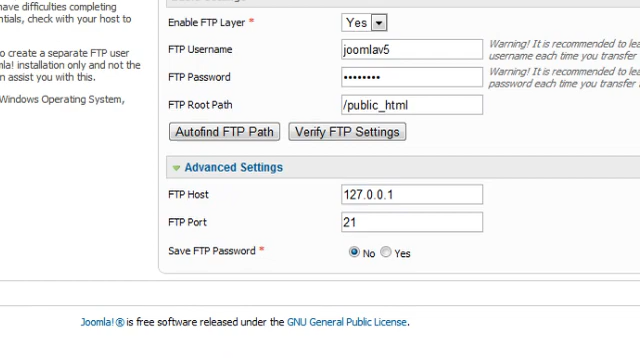 have difficulties completing
ntials, check with your host to
o create a separate FTP user
mla! installation only and not the
n assist you with this.
Windows Operating System,
Enable FTP Layer * Yes
FTP Username joomlav5 Warning! It is recommended to lea
username each time you transfer
FTP Password •••••••• Warning! It is recommended to lea
password each time you transfer
FTP Root Path /public_html
Autofind FTP Path Verify FTP Settings
Advanced Settings
FTP Host 127.0.0.1
FTP Port 21
Save FTP Password * No Yes
Joomla!® is free software released under the GNU General Public License.